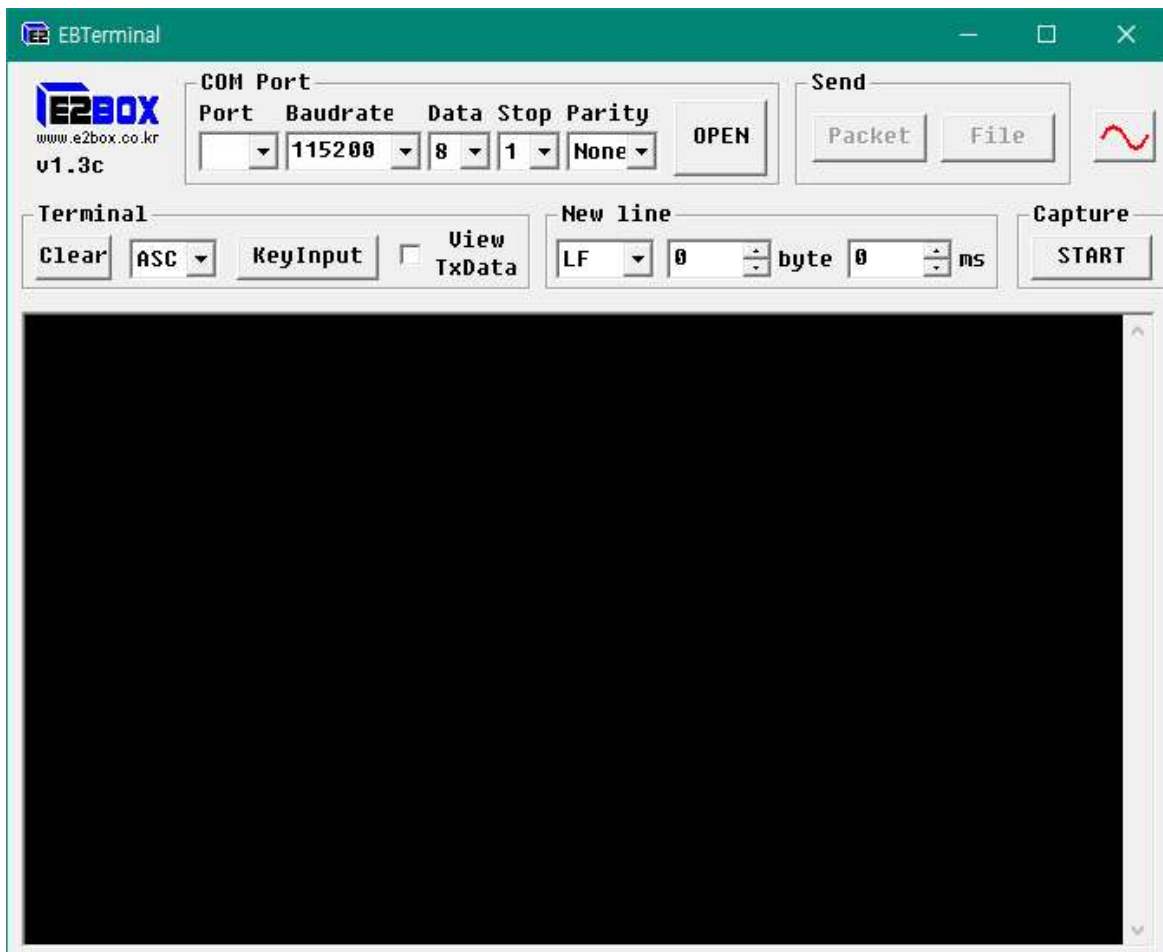 EBTerminal
E2BOX
www.e2box.co.kr
v1.3c
COM Port
Port Baudrate Data Stop Parity
115200 8 1 None
OPEN
Send
Packet File
Terminal
Clear ASC KeyInput View TxData
New line
LF 0 byte 0 ms
Capture
START